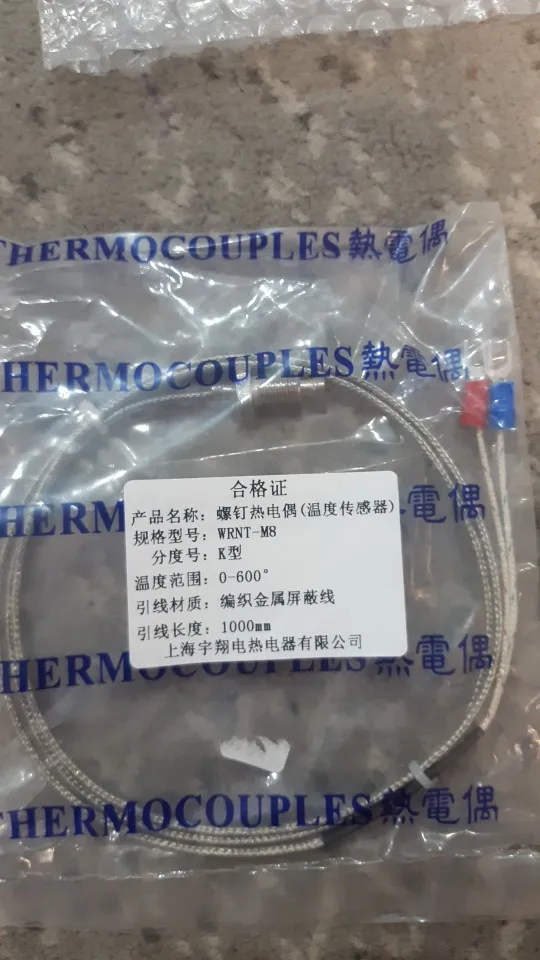 THERMOCOUPLES熱電偶
HERMOCOUPLES熱電偶
合格证
产品名称：螺钉热电偶(温度传感器)
规格型号：WRNT-M8
分度号：K型
温度范围：0-600°
引线材质：编织金属屏蔽线
引线长度：1000mm
上海宇翔电热电器有限公司
HERMOCOUPLES熱電偶
THERMOCOUPLES熱電偶